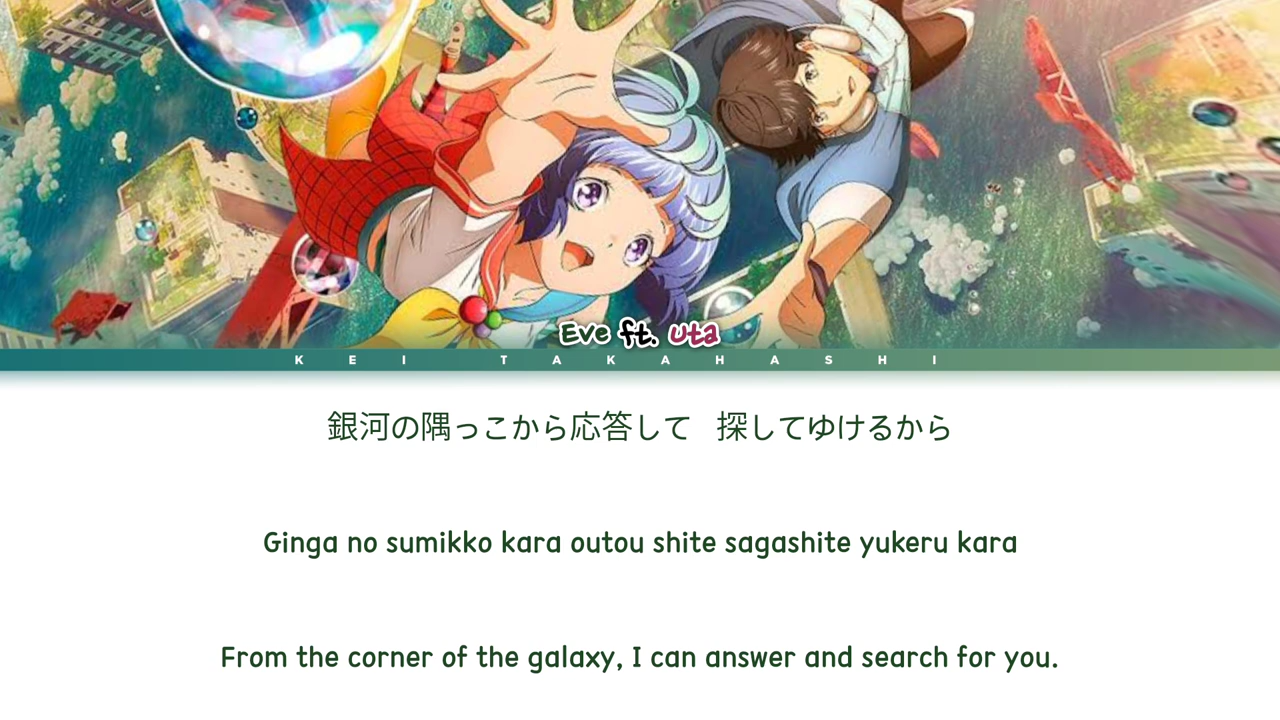 Eve ft. Uta
KEI TAKAHASHI
銀河の隅っこから応答して 探してゆけるから
Ginga no sumikko kara outou shite sagashite yukeru kara
From the corner of the galaxy, I can answer and search for you.